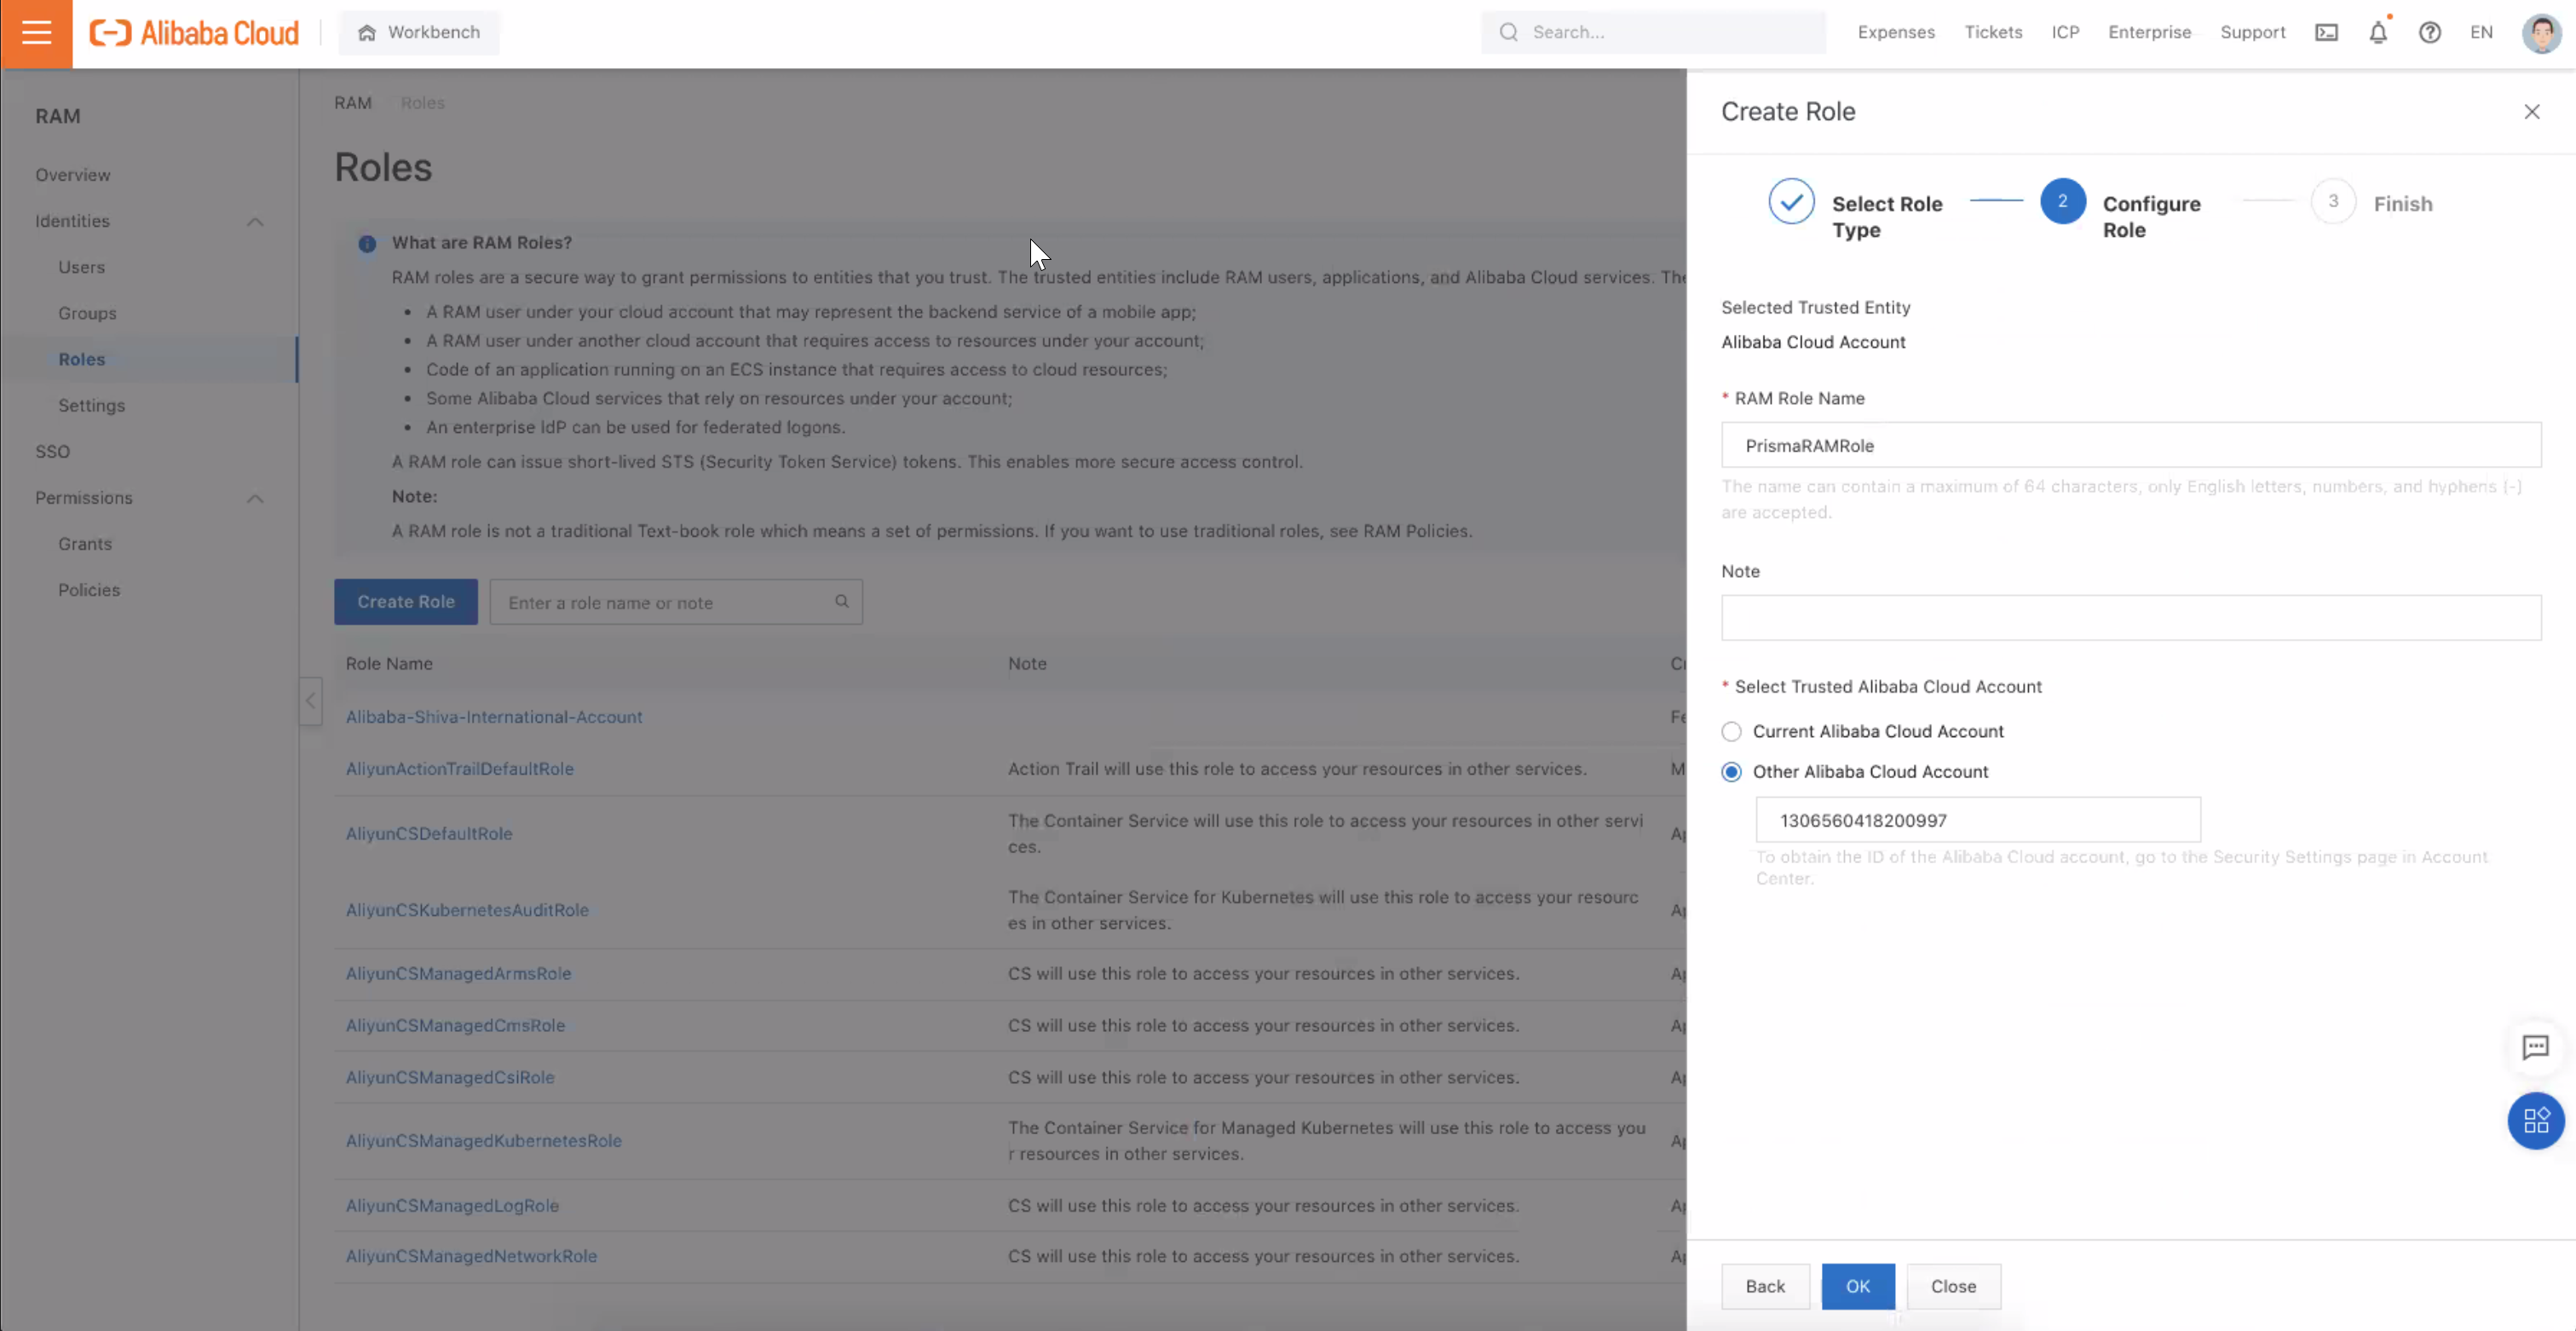 Alibaba Cloud
Workbench
Search...
Expenses
Tickets
ICP
Enterprise
Support
EN
RAM
Overview
Identities
Users
Groups
Roles
Settings
SSO
Permissions
Grants
Policies
RAM
Roles
Roles
What are RAM Roles?
RAM roles are a secure way to grant permissions to entities that you trust. The trusted entities include RAM users, applications, and Alibaba Cloud services. The
• A RAM user under your cloud account that may represent the backend service of a mobile app;
• A RAM user under another cloud account that requires access to resources under your account;
• Code of an application running on an ECS instance that requires access to cloud resources;
• Some Alibaba Cloud services that rely on resources under your account;
• An enterprise IdP can be used for federated logons.
A RAM role can issue short-lived STS (Security Token Service) tokens. This enables more secure access control.
Note:
A RAM role is not a traditional Text-book role which means a set of permissions. If you want to use traditional roles, see RAM Policies.
Create Role
Enter a role name or note
Role Name
Note
Alibaba-Shiva-International-Account
AliyunActionTrailDefaultRole
Action Trail will use this role to access your resources in other services.
AliyunCSDefaultRole
The Container Service will use this role to access your resources in other servi
ces.
AliyunCSKubernetesAuditRole
The Container Service for Kubernetes will use this role to access your resourc
es in other services.
AliyunCSManagedArmsRole
CS will use this role to access your resources in other services.
AliyunCSManagedCmsRole
CS will use this role to access your resources in other services.
AliyunCSManagedCsiRole
CS will use this role to access your resources in other services.
AliyunCSManagedKubernetesRole
The Container Service for Managed Kubernetes will use this role to access you
r resources in other services.
AliyunCSManagedLogRole
CS will use this role to access your resources in other services.
AliyunCSManagedNetworkRole
CS will use this role to access your resources in other services.
Create Role
Select Role
Type
2
Configure
Role
3
Finish
Selected Trusted Entity
Alibaba Cloud Account
* RAM Role Name
PrismaRAMRole
The name can contain a maximum of 64 characters, only English letters, numbers, and hyphens (-)
are accepted.
Note
* Select Trusted Alibaba Cloud Account
Current Alibaba Cloud Account
Other Alibaba Cloud Account
1306560418200997
To obtain the ID of the Alibaba Cloud account, go to the Security Settings page in Account
Center.
Back
OK
Close